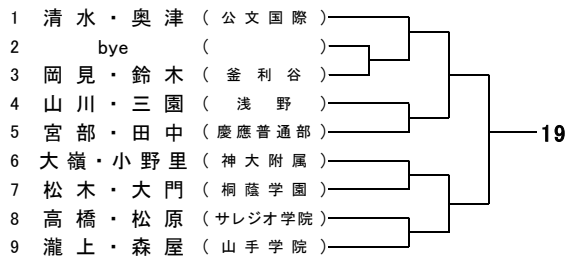 1 清水・奥津 (公文国際)
2 bye ( )
3 岡見・鈴木 (釜利谷)
4 山川・三園 (浅野)
5 宮部・田中 (慶應普通部)
6 大嶺・小野里 (神大附属)
7 松木・大門 (桐蔭学園)
8 高橋・松原 (サレジオ学院)
9 瀧上・森屋 (山手学院)
19